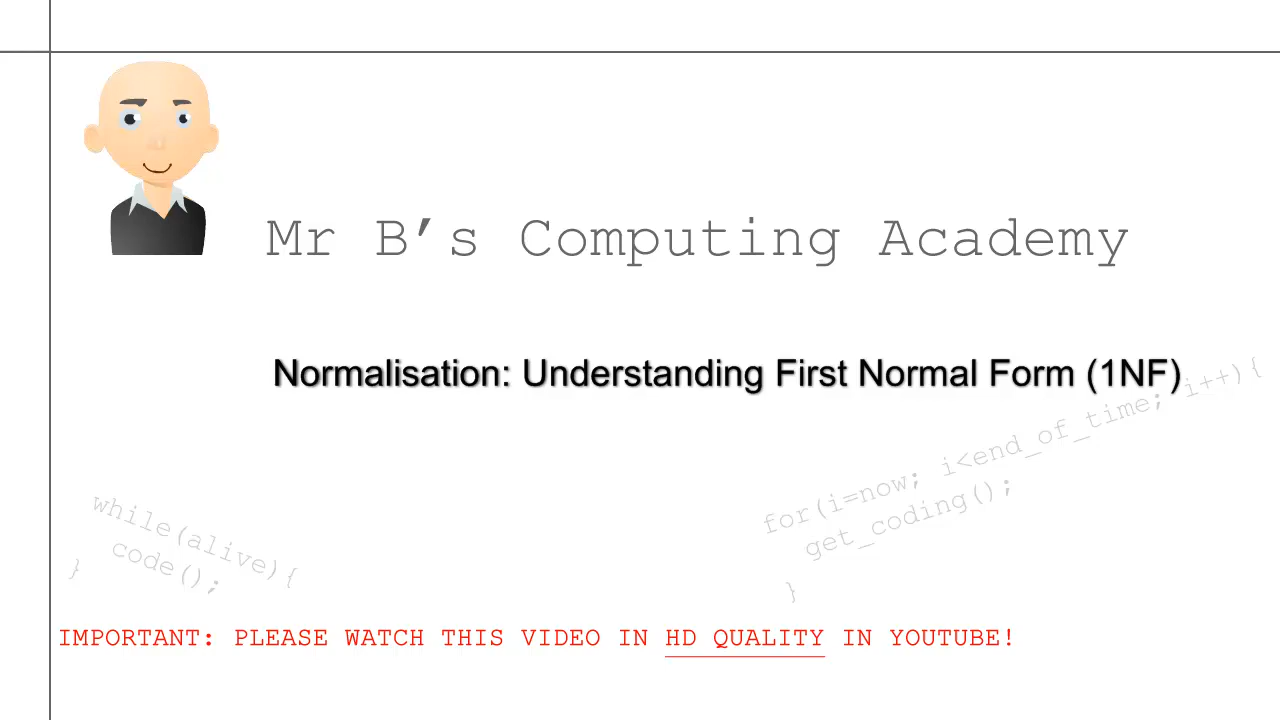 Mr B’s Computing Academy
Normalisation: Understanding First Normal Form (1NF)
for(i=now; i<end_of_time; i++){
get_coding();
}
while(alive){
code();
}
IMPORTANT: PLEASE WATCH THIS VIDEO IN HD QUALITY IN YOUTUBE!